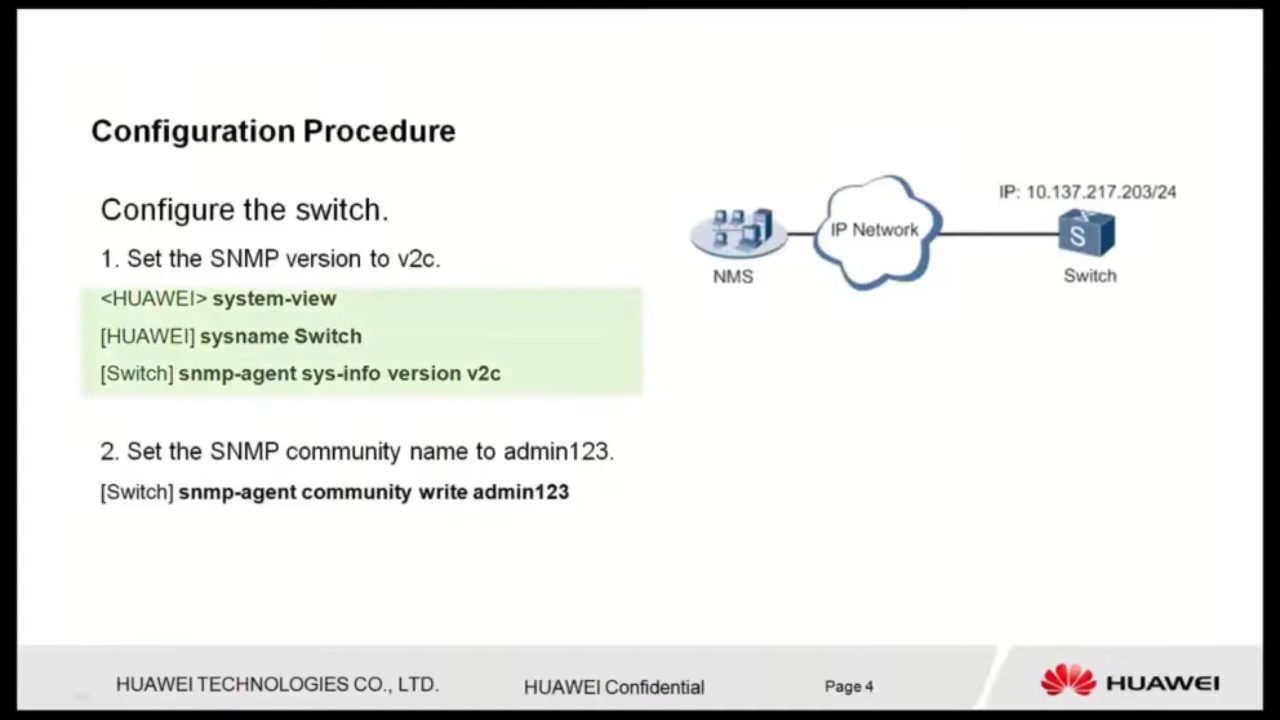 Configuration Procedure
Configure the switch.
1. Set the SNMP version to v2c.
<HUAWEI> system-view
[HUAWEI] sysname Switch
[Switch] snmp-agent sys-info version v2c
2. Set the SNMP community name to admin123.
[Switch] snmp-agent community write admin123
IP: 10.137.217.203/24
IP Network
S
NMS
Switch
HUAWEI TECHNOLOGIES CO., LTD.
HUAWEI Confidential
Page 4
HUAWEI